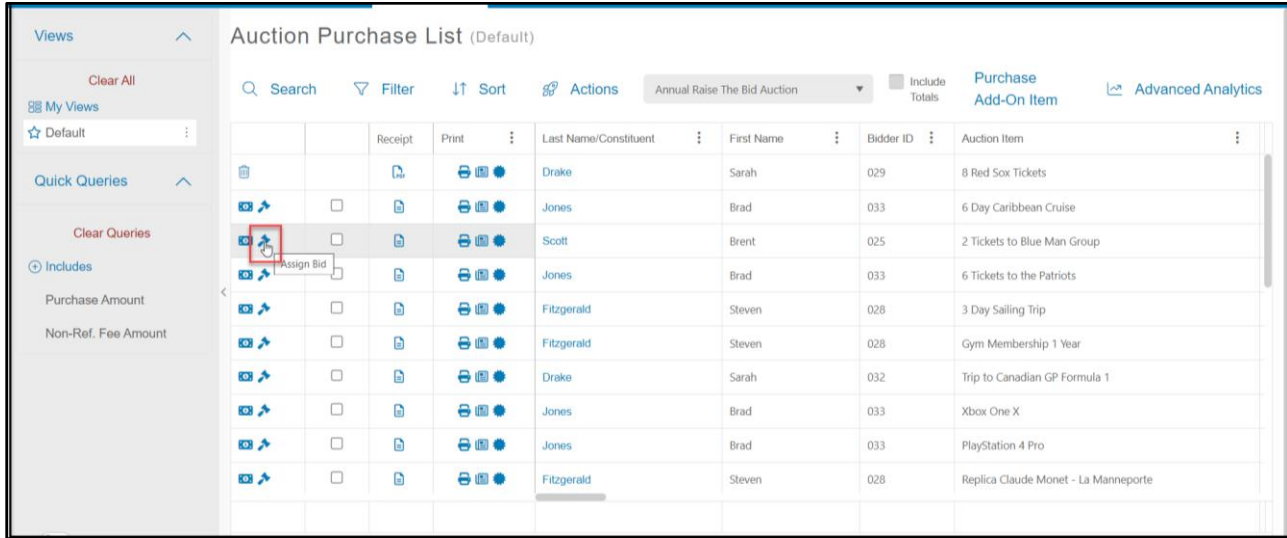 Views
Clear All
My Views
Default
Quick Queries
Clear Queries
Includes
Purchase Amount
Non-Ref. Fee Amount
Auction Purchase List (Default)
Search Filter Sort Actions Annual Raise The Bid Auction Include Totals Purchase Add-On Item Advanced Analytics
Receipt Print Last Name/Constituent First Name Bidder ID Auction Item
PDF Drake Sarah 029 8 Red Sox Tickets
Jones Brad 033 6 Day Caribbean Cruise
Scott Brent 025 2 Tickets to Blue Man Group
Assign Bid
Jones Brad 033 6 Tickets to the Patriots
Fitzgerald Steven 028 3 Day Sailing Trip
Fitzgerald Steven 028 Gym Membership 1 Year
Drake Sarah 032 Trip to Canadian GP Formula 1
Jones Brad 033 Xbox One X
Jones Brad 033 PlayStation 4 Pro
Fitzgerald Steven 028 Replica Claude Monet - La Manneporte